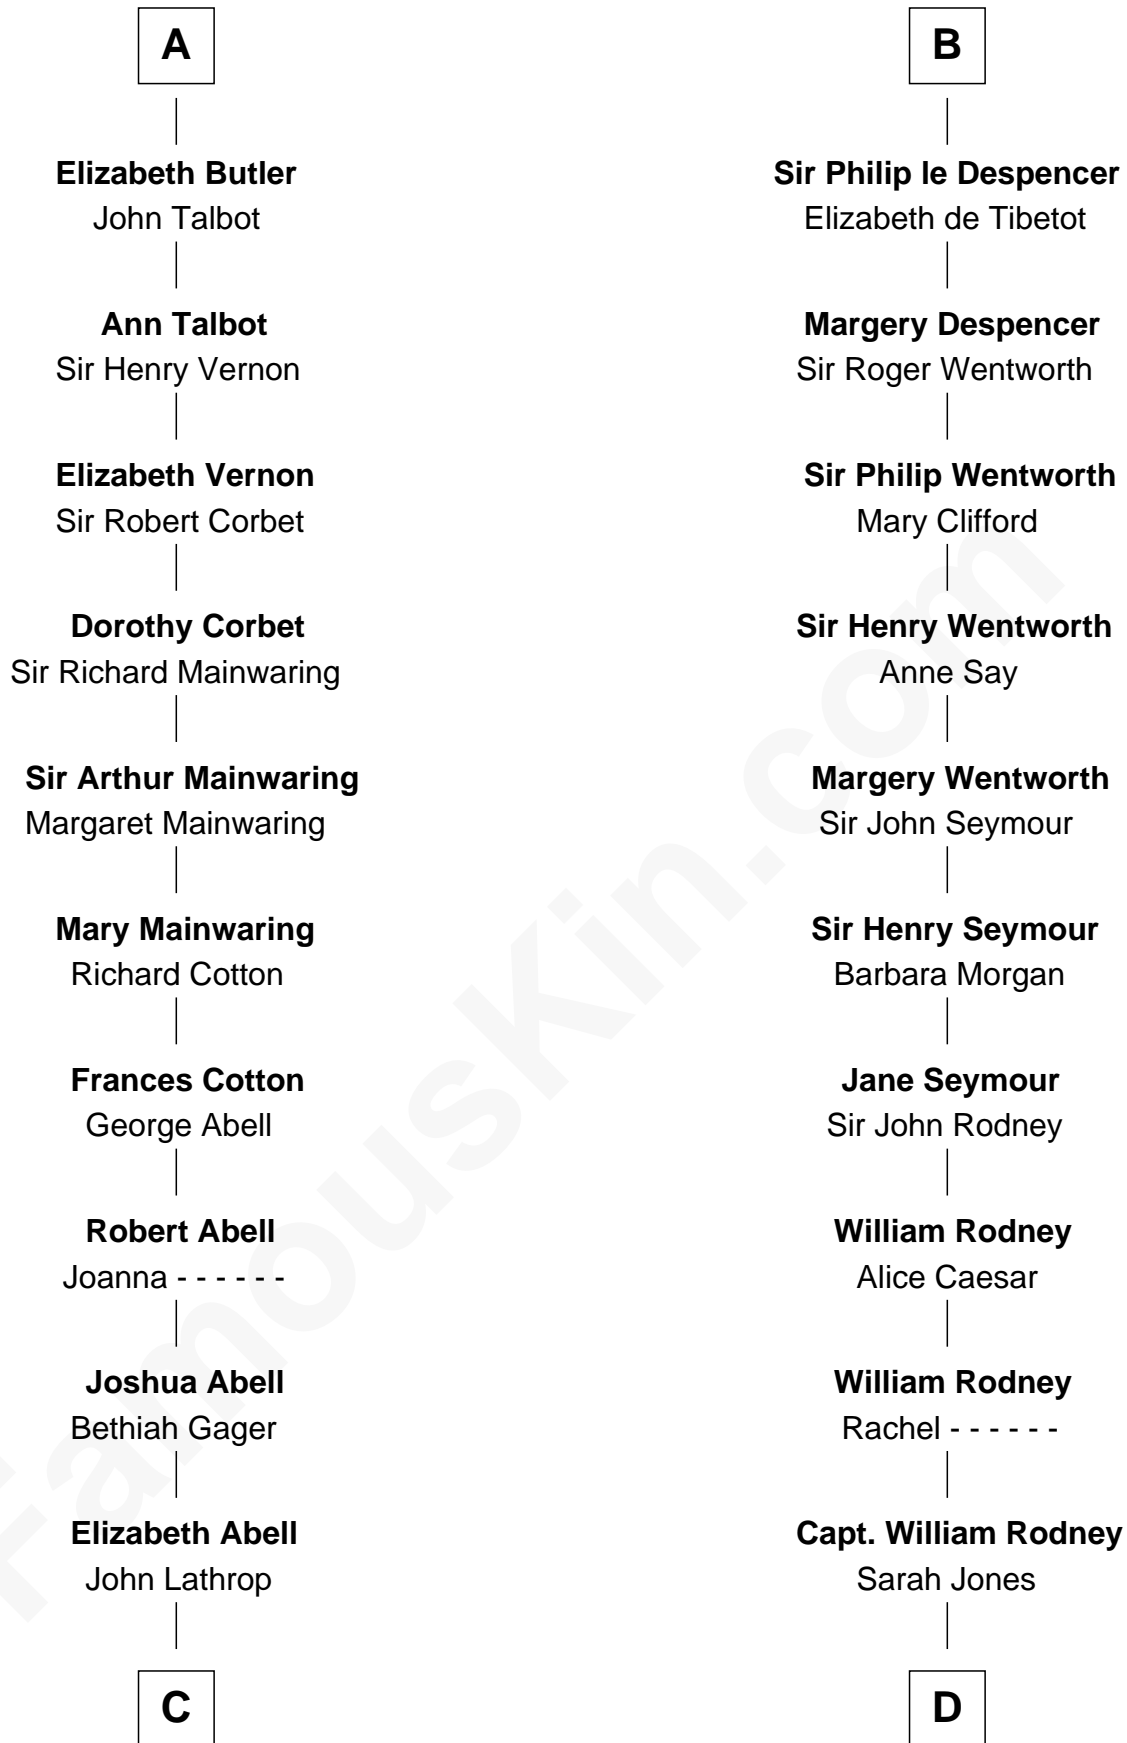 A
Elizabeth Butler
John Talbot
Ann Talbot
Sir Henry Vernon
Elizabeth Vernon
Sir Robert Corbet
Dorothy Corbet
Sir Richard Mainwaring
Sir Arthur Mainwaring
Margaret Mainwaring
Mary Mainwaring
Richard Cotton
Frances Cotton
George Abell
Robert Abell
Joanna - - - - - -
Joshua Abell
Bethiah Gager
Elizabeth Abell
John Lathrop
C
B
Sir Philip le Despencer
Elizabeth de Tibetot
Margery Despencer
Sir Roger Wentworth
Sir Philip Wentworth
Mary Clifford
Sir Henry Wentworth
Anne Say
Margery Wentworth
Sir John Seymour
Sir Henry Seymour
Barbara Morgan
Jane Seymour
Sir John Rodney
William Rodney
Alice Caesar
William Rodney
Rachel - - - - - -
Capt. William Rodney
Sarah Jones
D
FamousKin.com